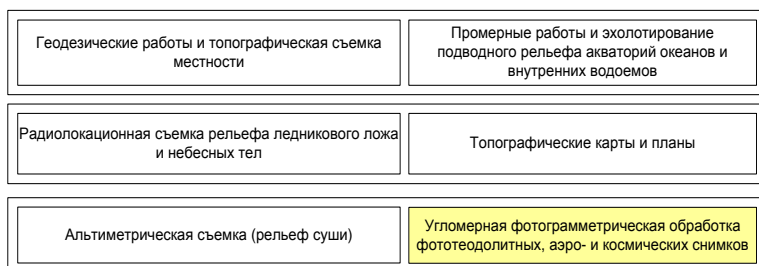 Геодезические работы и топографическая съемка
местности
Промерные работы и эхолотирование
подводного рельефа акваторий океанов и
внутренних водоемов
Радиолокационная съемка рельефа ледникового ложа
и небесных тел
Топографические карты и планы
Альтиметрическая съемка (рельеф суши)
Угломерная фотограмметрическая обработка
фототеодолитных, аэро- и космических снимков